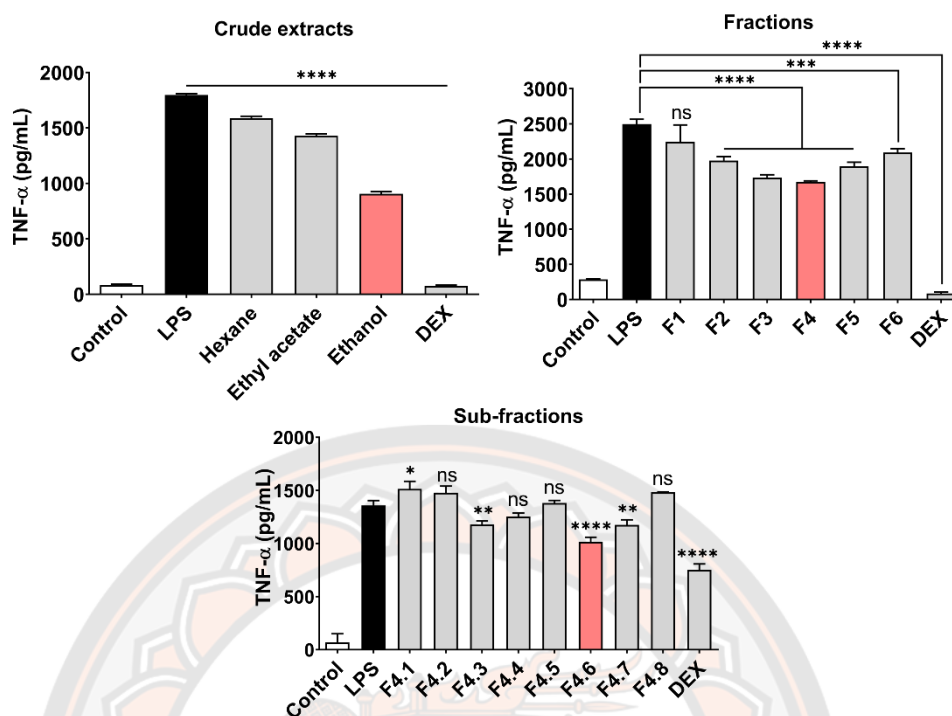 Crude extracts
TNF-α (pg/mL)
2000
1500
1000
500
0
****
Control
LPS
Hexane
Ethyl acetate
Ethanol
DEX
Fractions
TNF-α (pg/mL)
3000
2500
2000
1500
1000
500
0
****
***
****
ns
Control
LPS
F1
F2
F3
F4
F5
F6
DEX
Sub-fractions
TNF-α (pg/mL)
2000
1500
1000
500
0
*
ns
**
ns
ns
****
**
ns
****
Control
LPS
F4.1
F4.2
F4.3
F4.4
F4.5
F4.6
F4.7
F4.8
DEX